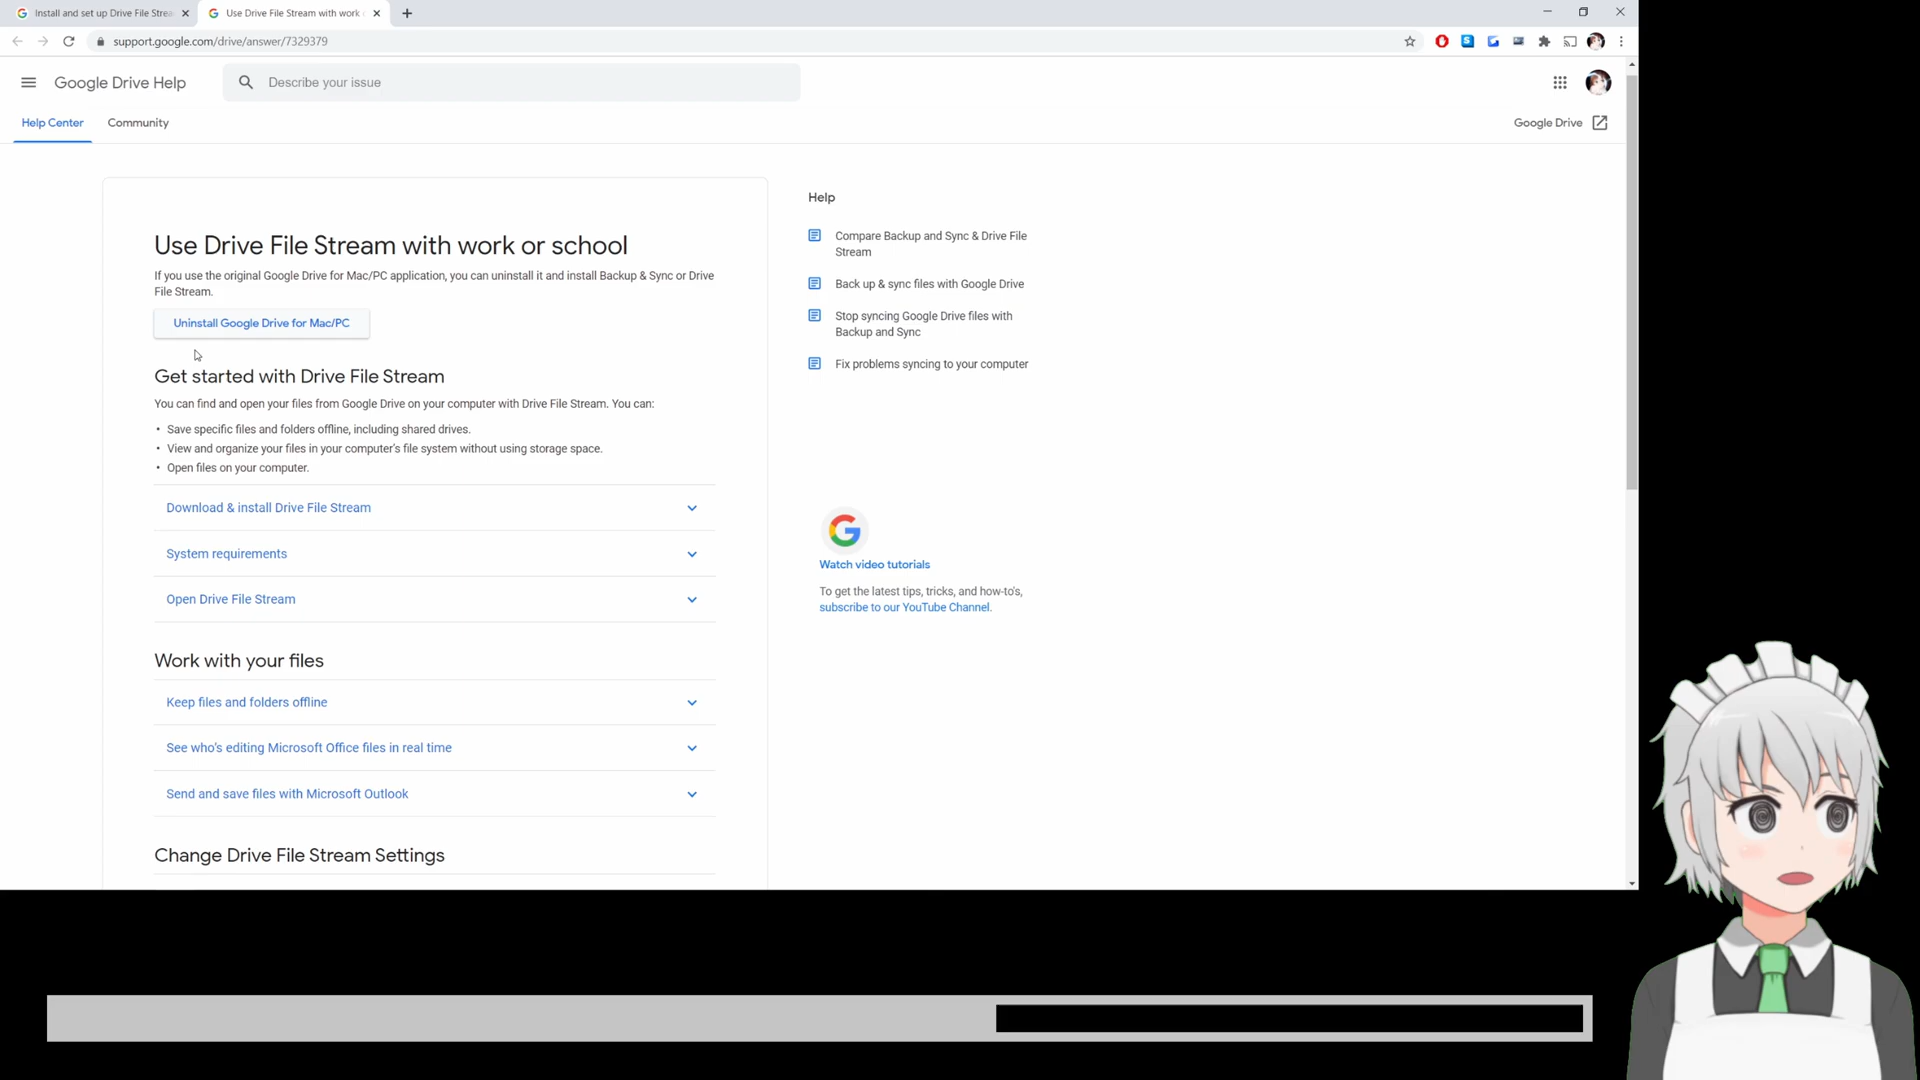 Install and set up Drive File Strea
Use Drive File Stream with work
support.google.com/drive/answer/7329379
Google Drive Help
Describe your issue
Help Center
Community
Google Drive
Use Drive File Stream with work or school
If you use the original Google Drive for Mac/PC application, you can uninstall it and install Backup & Sync or Drive
File Stream.
Uninstall Google Drive for Mac/PC
Get started with Drive File Stream
You can find and open your files from Google Drive on your computer with Drive File Stream. You can:
• Save specific files and folders offline, including shared drives.
• View and organize your files in your computer's file system without using storage space.
• Open files on your computer.
Download & install Drive File Stream
System requirements
Open Drive File Stream
Work with your files
Keep files and folders offline
See who's editing Microsoft Office files in real time
Send and save files with Microsoft Outlook
Change Drive File Stream Settings
Help
Compare Backup and Sync & Drive File
Stream
Back up & sync files with Google Drive
Stop syncing Google Drive files with
Backup and Sync
Fix problems syncing to your computer
Watch video tutorials
To get the latest tips, tricks, and how-to's,
subscribe to our YouTube Channel.